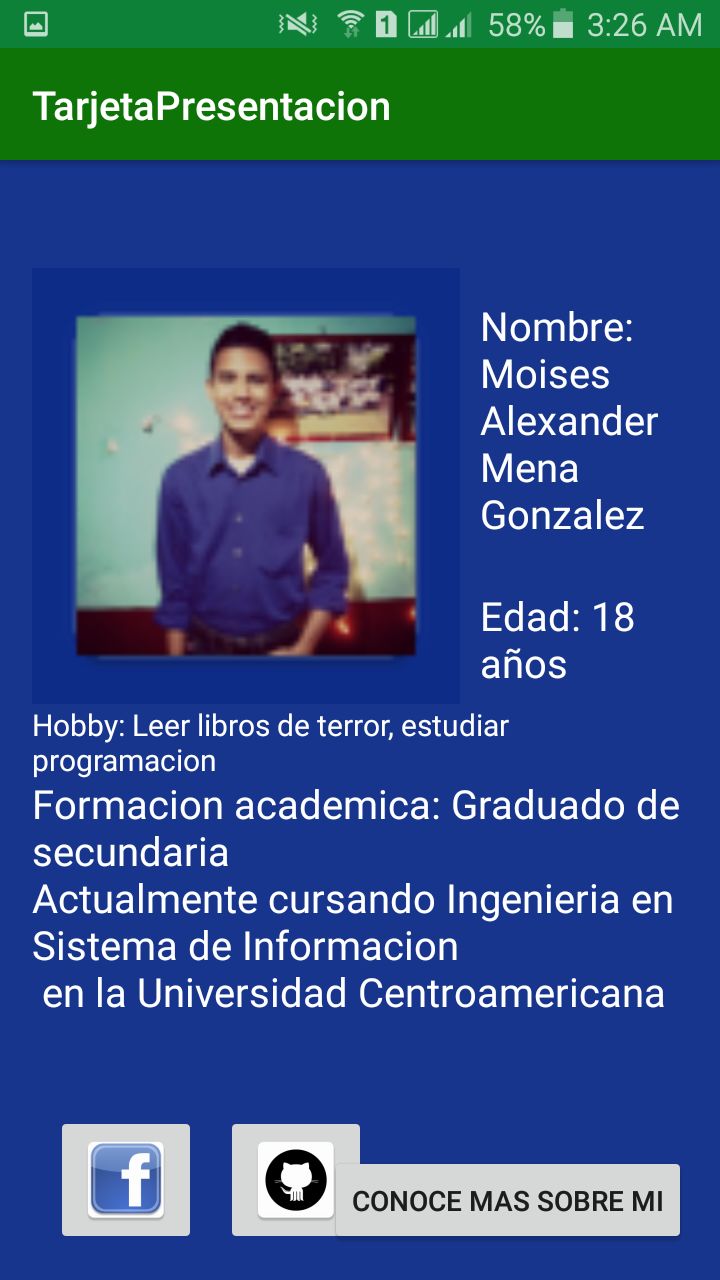 58% 3:26 AM
TarjetaPresentacion
Nombre:
Moises
Alexander
Mena
Gonzalez
Edad: 18
años
Hobby: Leer libros de terror, estudiar
programacion
Formacion academica: Graduado de
secundaria
Actualmente cursando Ingenieria en
Sistema de Informacion
en la Universidad Centroamericana
CONOCE MAS SOBRE MI